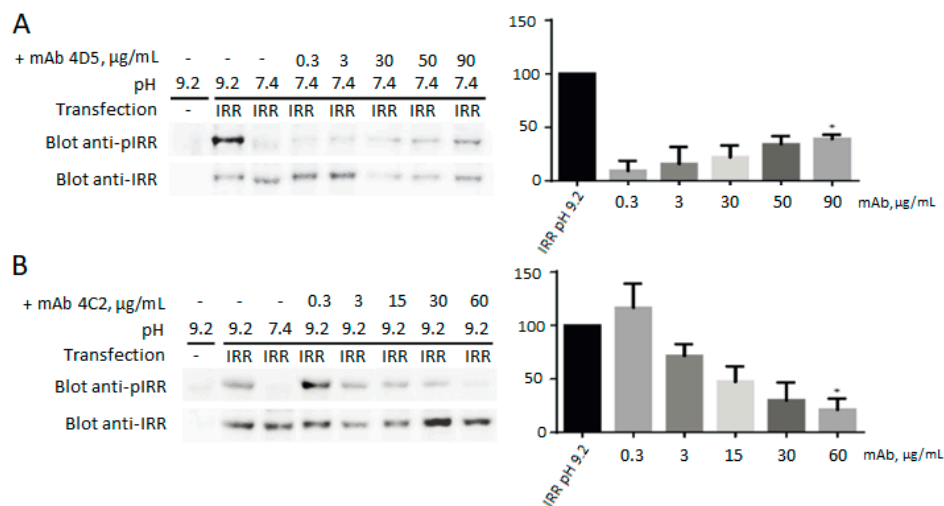 A
+ mAb 4D5, µg/mL - - - 0.3 3 30 50 90
pH 9.2 9.2 7.4 7.4 7.4 7.4 7.4 7.4
Transfection - IRR IRR IRR IRR IRR IRR IRR
Blot anti-pIRR
Blot anti-IRR
150
100
50
0
IRR pH 9.2 0.3 3 30 50 90 mAb, µg/mL
*
B
+ mAb 4C2, µg/mL - - - 0.3 3 15 30 60
pH 9.2 9.2 7.4 9.2 9.2 9.2 9.2 9.2
Transfection - IRR IRR IRR IRR IRR IRR IRR
Blot anti-pIRR
Blot anti-IRR
150
100
50
0
IRR pH 9.2 0.3 3 15 30 60 mAb, µg/mL
*